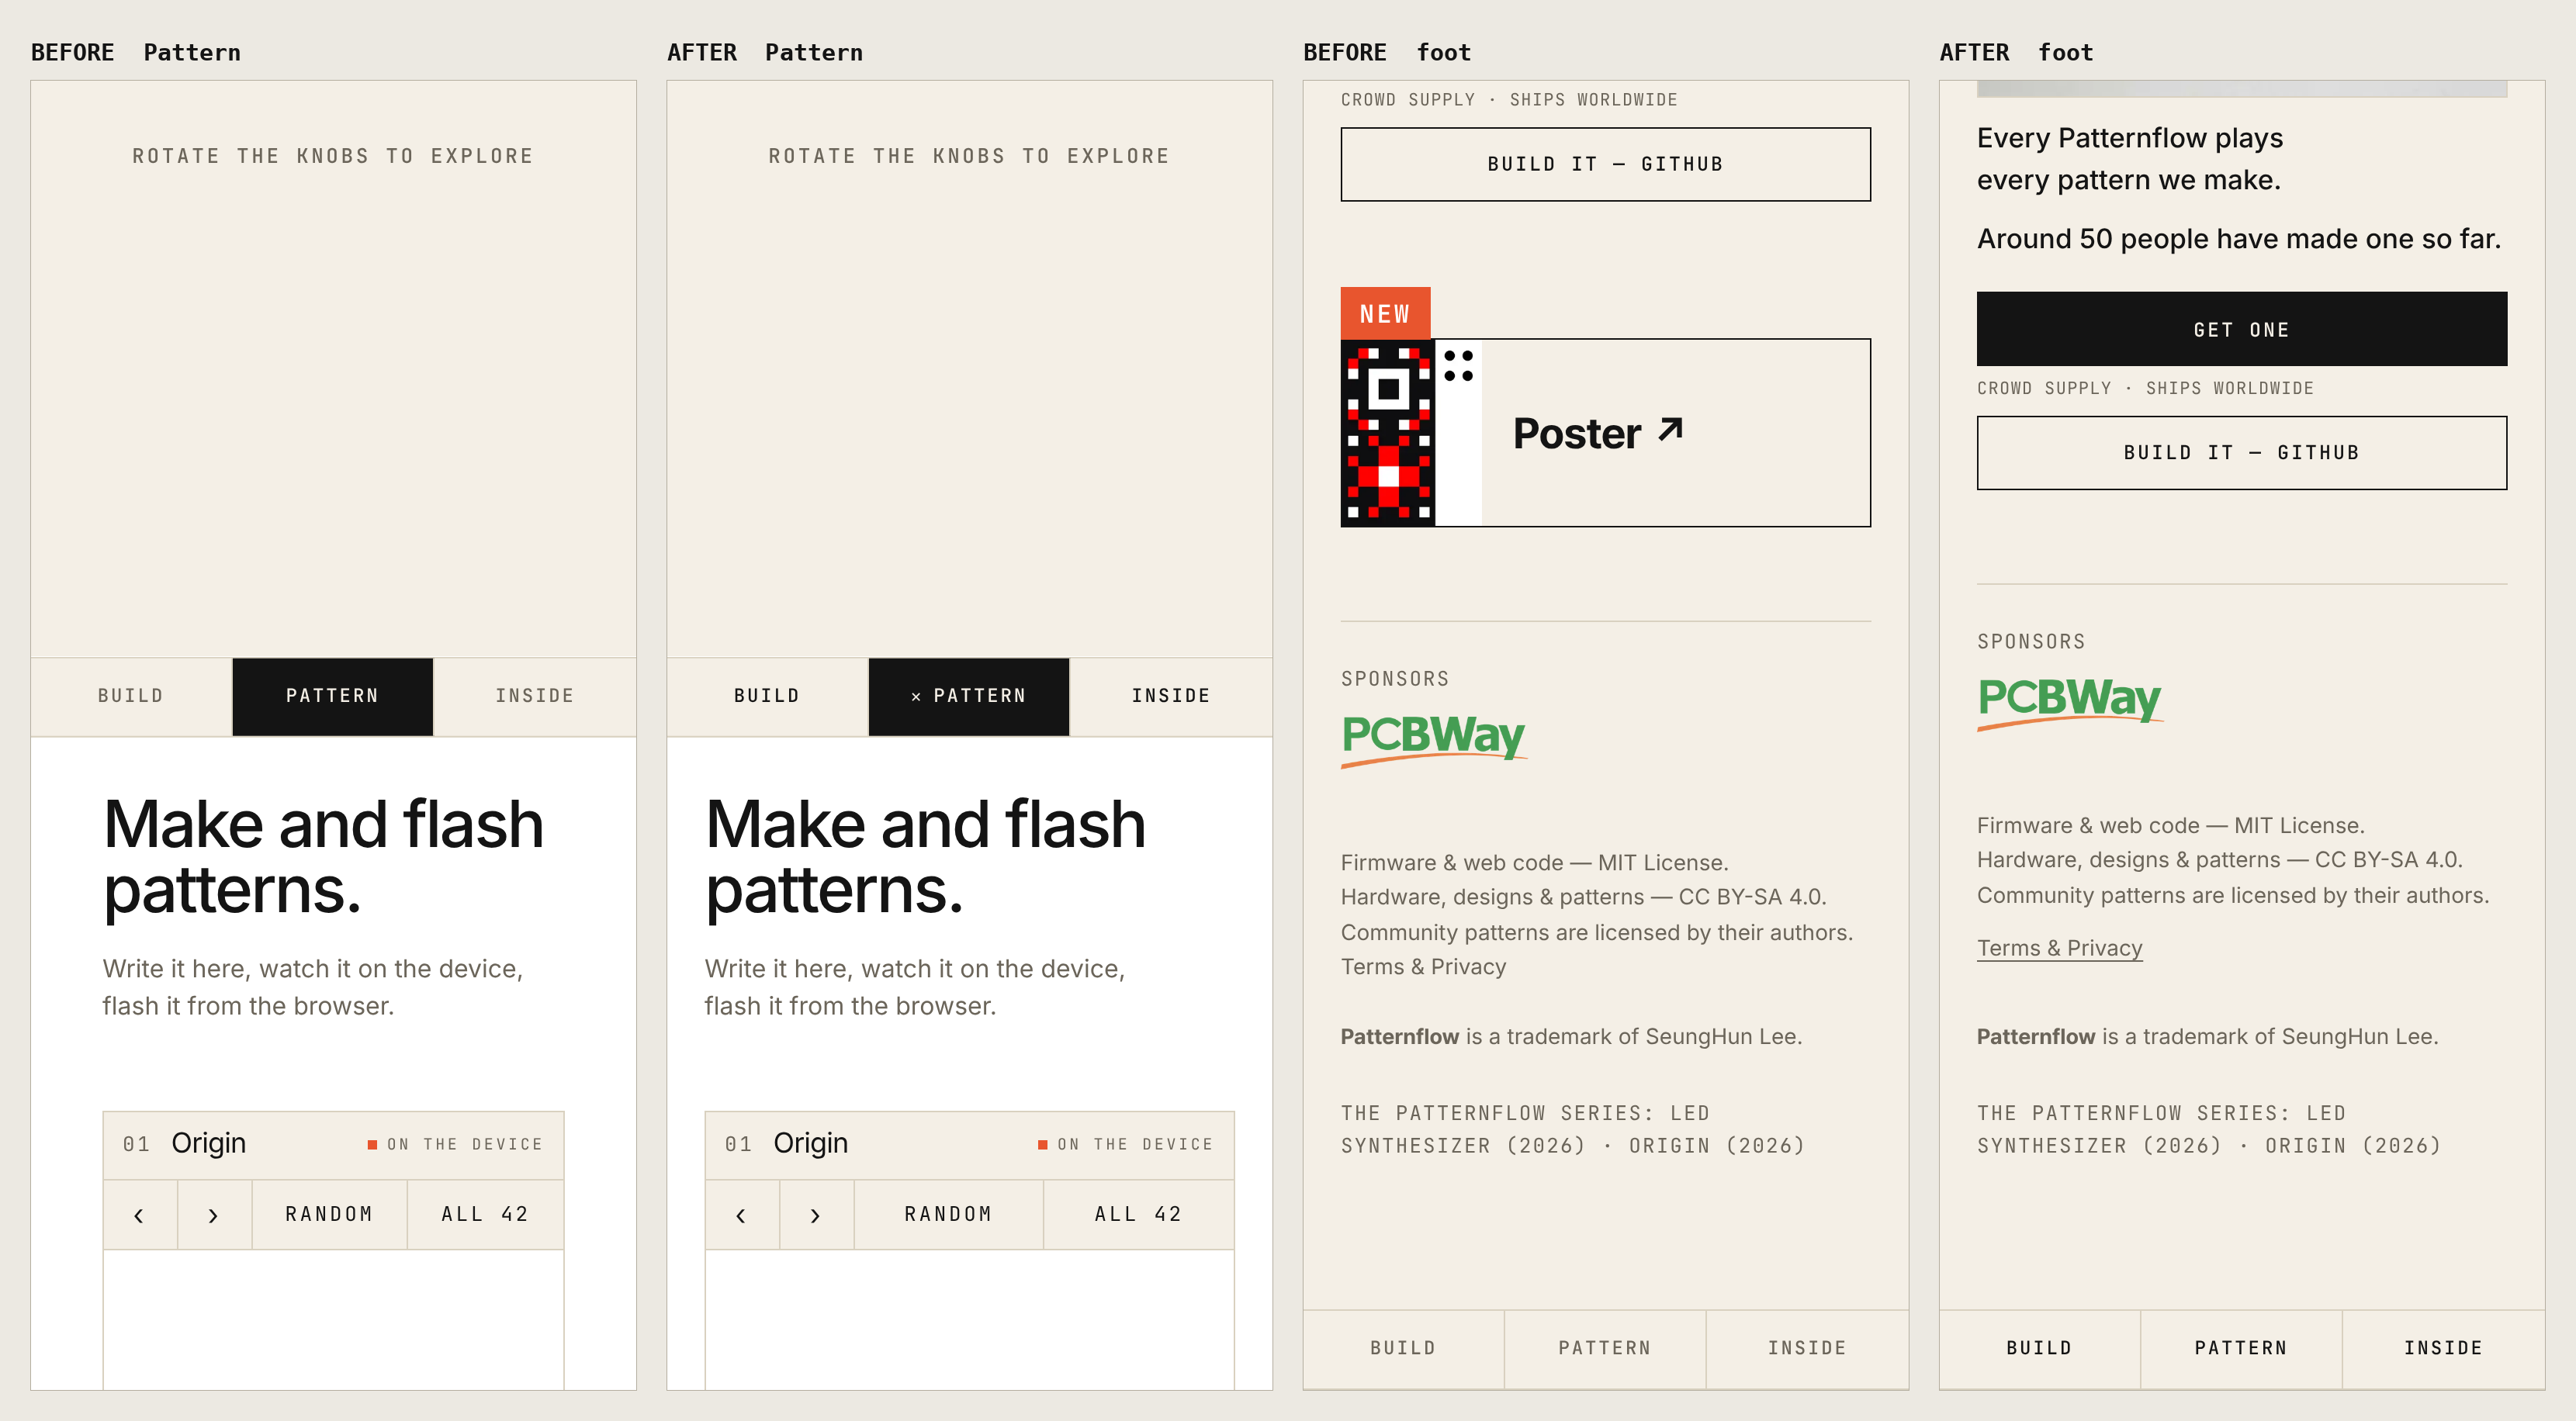 BEFORE Pattern
ROTATE THE KNOBS TO EXPLORE
BUILD
PATTERN
INSIDE
Make and flash
patterns.
Write it here, watch it on the device,
flash it from the browser.
01 Origin ON THE DEVICE
‹ › RANDOM ALL 42
AFTER Pattern
ROTATE THE KNOBS TO EXPLORE
BUILD
× PATTERN
INSIDE
Make and flash
patterns.
Write it here, watch it on the device,
flash it from the browser.
01 Origin ON THE DEVICE
‹ › RANDOM ALL 42
BEFORE foot
CROWD SUPPLY · SHIPS WORLDWIDE
BUILD IT — GITHUB
NEW
Poster ↗
SPONSORS
PCBWay
Firmware & web code — MIT License.
Hardware, designs & patterns — CC BY-SA 4.0.
Community patterns are licensed by their authors.
Terms & Privacy
Patternflow is a trademark of SeungHun Lee.
THE PATTERNFLOW SERIES: LED
SYNTHESIZER (2026) · ORIGIN (2026)
BUILD
PATTERN
INSIDE
AFTER foot
Every Patternflow plays
every pattern we make.
Around 50 people have made one so far.
GET ONE
CROWD SUPPLY · SHIPS WORLDWIDE
BUILD IT — GITHUB
SPONSORS
PCBWay
Firmware & web code — MIT License.
Hardware, designs & patterns — CC BY-SA 4.0.
Community patterns are licensed by their authors.
Terms & Privacy
Patternflow is a trademark of SeungHun Lee.
THE PATTERNFLOW SERIES: LED
SYNTHESIZER (2026) · ORIGIN (2026)
BUILD
PATTERN
INSIDE